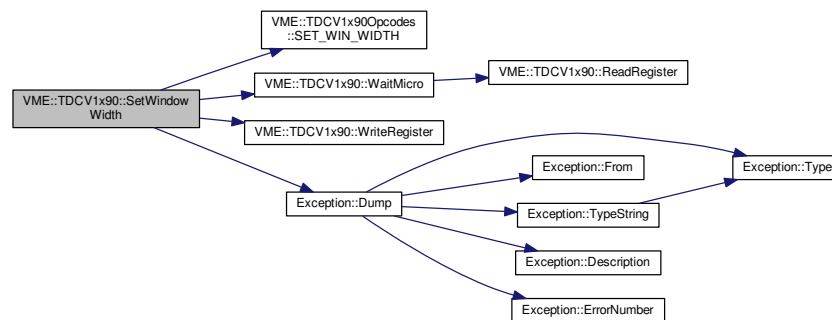 VME::TDCV1x90::SetWindow
Width
VME::TDCV1x90Opcodes
::SET_WIN_WIDTH
VME::TDCV1x90::WaitMicro
VME::TDCV1x90::ReadRegister
VME::TDCV1x90::WriteRegister
Exception::Dump
Exception::From
Exception::Type
Exception::TypeString
Exception::Description
Exception::ErrorNumber